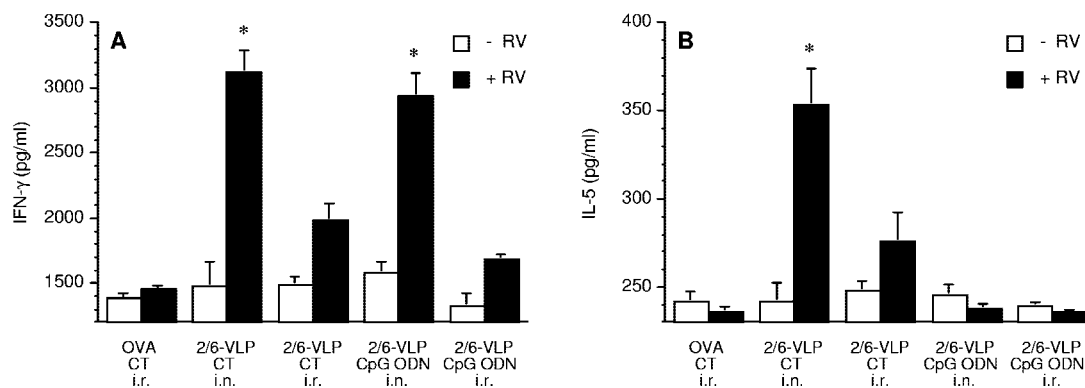 A
- RV
+ RV
IFN-γ (pg/ml)
3500
3000
2500
2000
1500
OVA CT i.r.
2/6-VLP CT i.n.
2/6-VLP CT i.r.
2/6-VLP CpG ODN i.n.
2/6-VLP CpG ODN i.r.
*
*
B
- RV
+ RV
IL-5 (pg/ml)
400
350
300
250
OVA CT i.r.
2/6-VLP CT i.n.
2/6-VLP CT i.r.
2/6-VLP CpG ODN i.n.
2/6-VLP CpG ODN i.r.
*